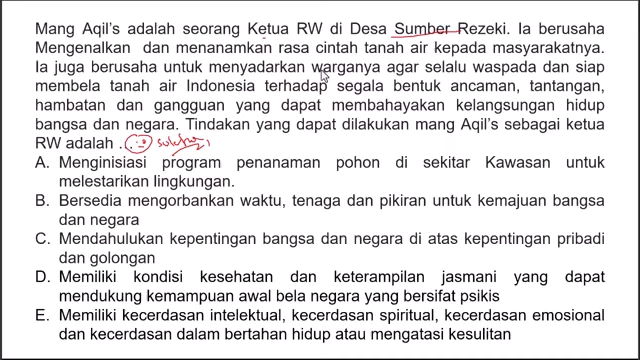 Mang Aqil's adalah seorang Ketua RW di Desa Sumber Rezeki. Ia berusaha
Mengenalkan dan menanamkan rasa cintah tanah air kepada masyarakatnya.
Ia juga berusaha untuk menyadarkan warganya agar selalu waspada dan siap
membela tanah air Indonesia terhadap segala bentuk ancaman, tantangan,
hambatan dan gangguan yang dapat membahayakan kelangsungan hidup
bangsa dan negara. Tindakan yang dapat dilakukan mang Aqil's sebagai ketua
RW adalah . . . .
A. Menginisiasi program penanaman pohon di sekitar Kawasan untuk
melestarikan lingkungan.
B. Bersedia mengorbankan waktu, tenaga dan pikiran untuk kemajuan bangsa
dan negara
C. Mendahulukan kepentingan bangsa dan negara di atas kepentingan pribadi
dan golongan
D. Memiliki kondisi kesehatan dan keterampilan jasmani yang dapat
mendukung kemampuan awal bela negara yang bersifat psikis
E. Memiliki kecerdasan intelektual, kecerdasan spiritual, kecerdasan emosional
dan kecerdasan dalam bertahan hidup atau mengatasi kesulitan